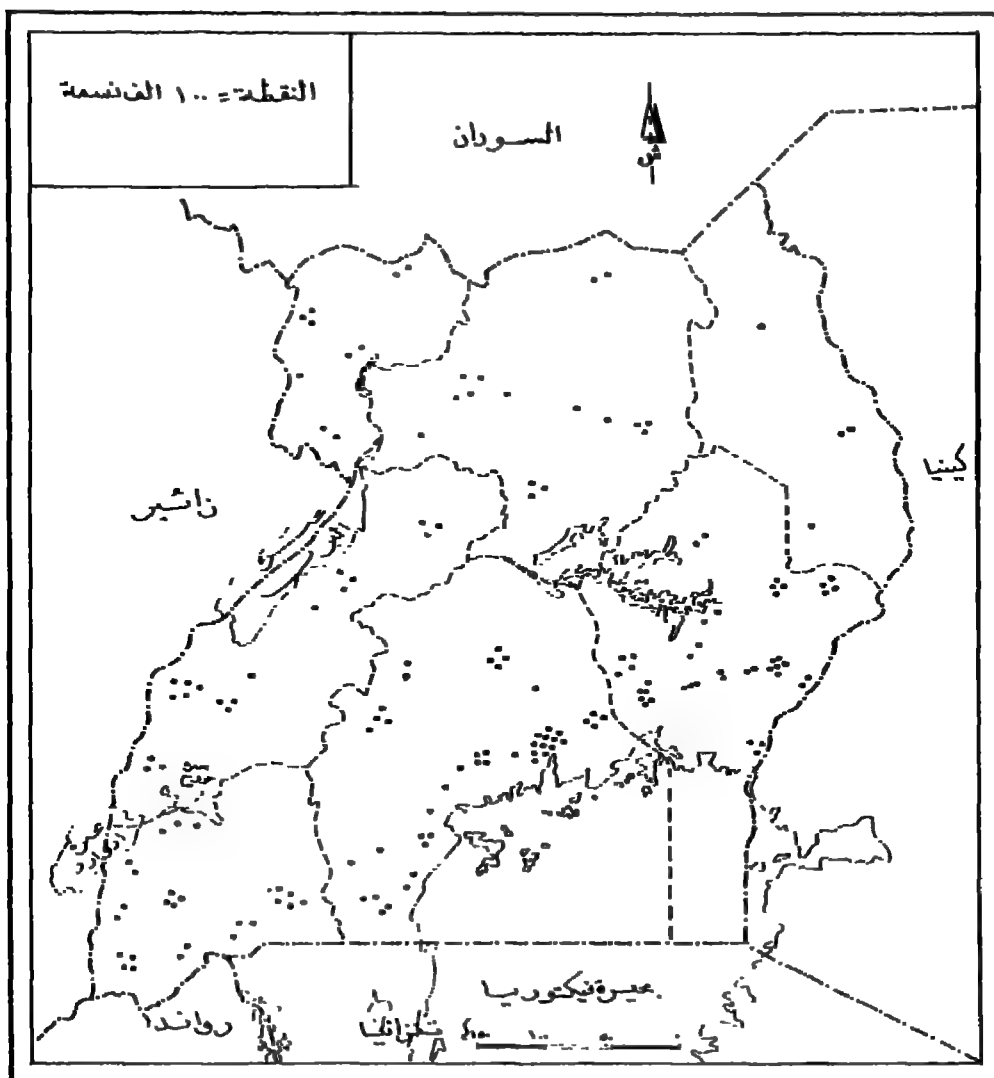 النقطة = ١٠٠ الف نسمة
السودان
ش
كينيا
زائير
بحيرة فيكتوريا
تنزانيا
رواندا